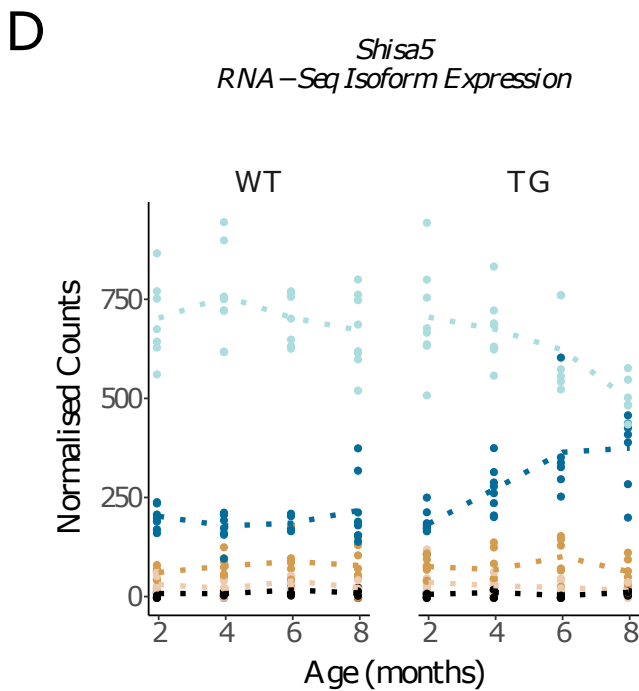 D
Shisa5
RNA-Seq Isoform Expression
WT TG
Normalised Counts
750
500
250
0
2 4 6 8 2 4 6 8
Age (months)